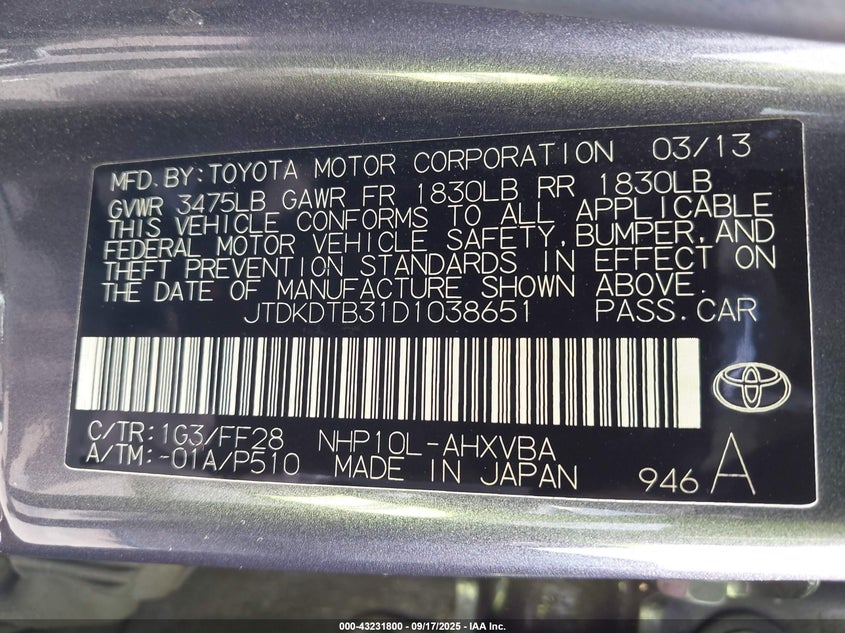 MFD.BY:TOYOTA MOTOR CORPORATION 03/13
GVWR 3475LB GAWR FR 1830LB RR 1830LB
THIS VEHICLE CONFORMS TO ALL APPLICABLE
FEDERAL MOTOR VEHICLE SAFETY,BUMPER,AND
THEFT PREVENTION STANDARDS IN EFFECT ON
THE DATE OF MANUFACTURE SHOWN ABOVE.
JTDKDTB31D1038651 PASS.CAR
C/TR:1G3/FF28 NHP10L-AHXVBA
A/TM:-01A/P510 MADE IN JAPAN 946 A
000-43231800 - 09/17/2025 - IAA Inc.